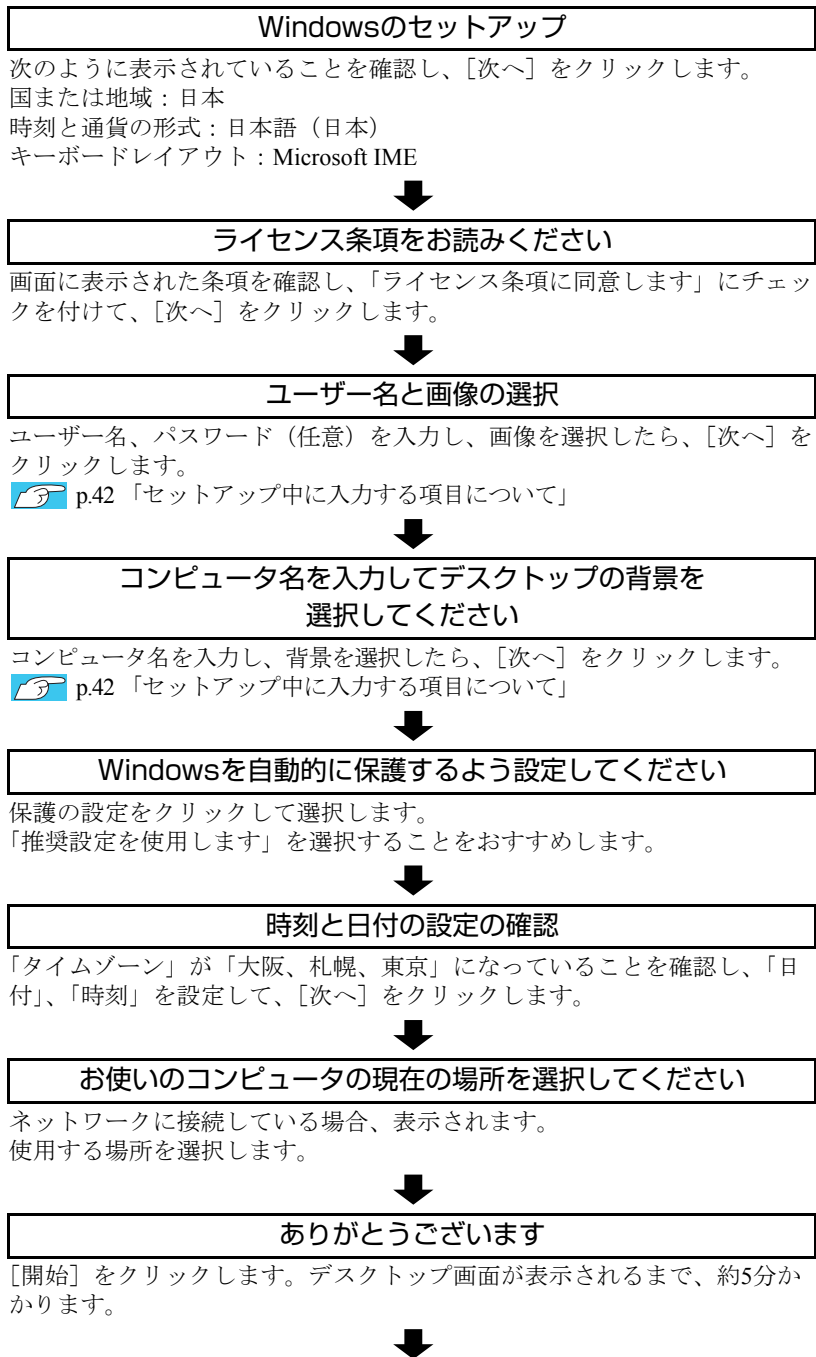 Windowsのセットアップ
次のように表示されていることを確認し、［次へ］をクリックします。
国または地域：日本
時刻と通貨の形式：日本語（日本）
キーボードレイアウト：Microsoft IME
ライセンス条項をお読みください
画面に表示された条項を確認し、「ライセンス条項に同意します」にチェッ
クを付けて、［次へ］をクリックします。
ユーザー名と画像の選択
ユーザー名、パスワード（任意）を入力し、画像を選択したら、［次へ］を
クリックします。
p.42 「セットアップ中に入力する項目について」
コンピュータ名を入力してデスクトップの背景を
選択してください
コンピュータ名を入力し、背景を選択したら、［次へ］をクリックします。
p.42 「セットアップ中に入力する項目について」
Windowsを自動的に保護するよう設定してください
保護の設定をクリックして選択します。
「推奨設定を使用します」を選択することをおすすめします。
時刻と日付の設定の確認
「タイムゾーン」が「大阪、札幌、東京」になっていることを確認し、「日
付」、「時刻」を設定して、［次へ］をクリックします。
お使いのコンピュータの現在の場所を選択してください
ネットワークに接続している場合、表示されます。
使用する場所を選択します。
ありがとうございます
［開始］をクリックします。デスクトップ画面が表示されるまで、約5分か
かります。